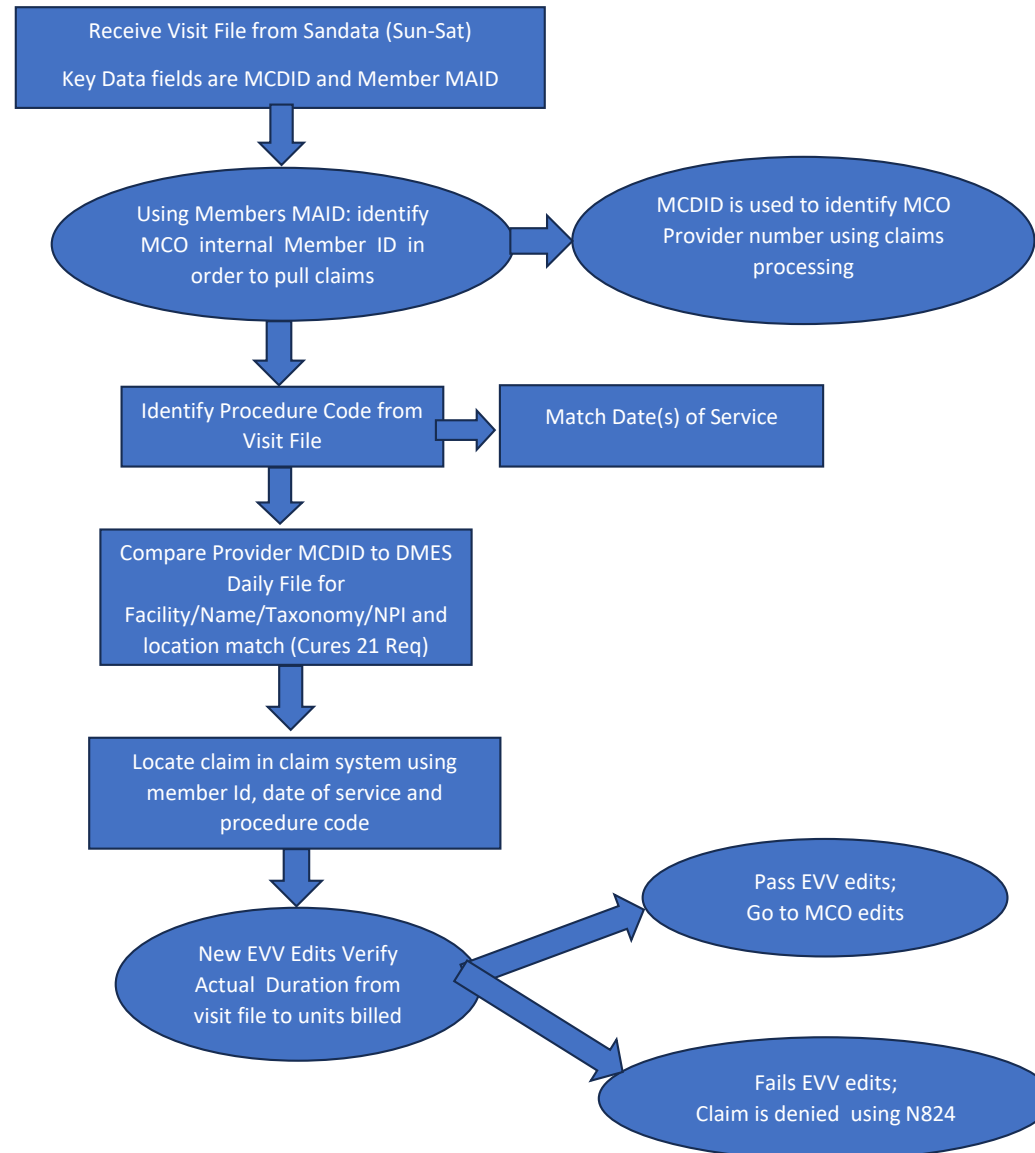 Receive Visit File from Sandata (Sun-Sat)
Key Data fields are MCDID and Member MAID
Using Members MAID: identify
MCO internal Member ID in
order to pull claims
MCDID is used to identify MCO
Provider number using claims
processing
Identify Procedure Code from
Visit File
Match Date(s) of Service
Compare Provider MCDID to DMES
Daily File for
Facility/Name/Taxonomy/NPI and
location match (Cures 21 Req)
Locate claim in claim system using
member Id, date of service and
procedure code
New EVV Edits Verify
Actual Duration from
visit file to units billed
Pass EVV edits;
Go to MCO edits
Fails EVV edits;
Claim is denied using N824